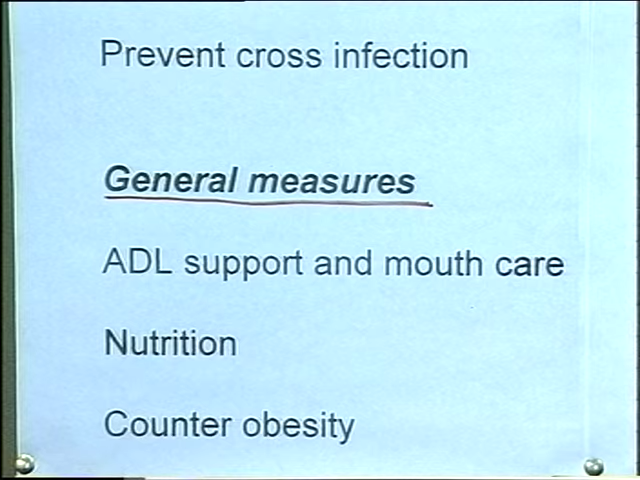 Prevent cross infection
General measures
ADL support and mouth care
Nutrition
Counter obesity